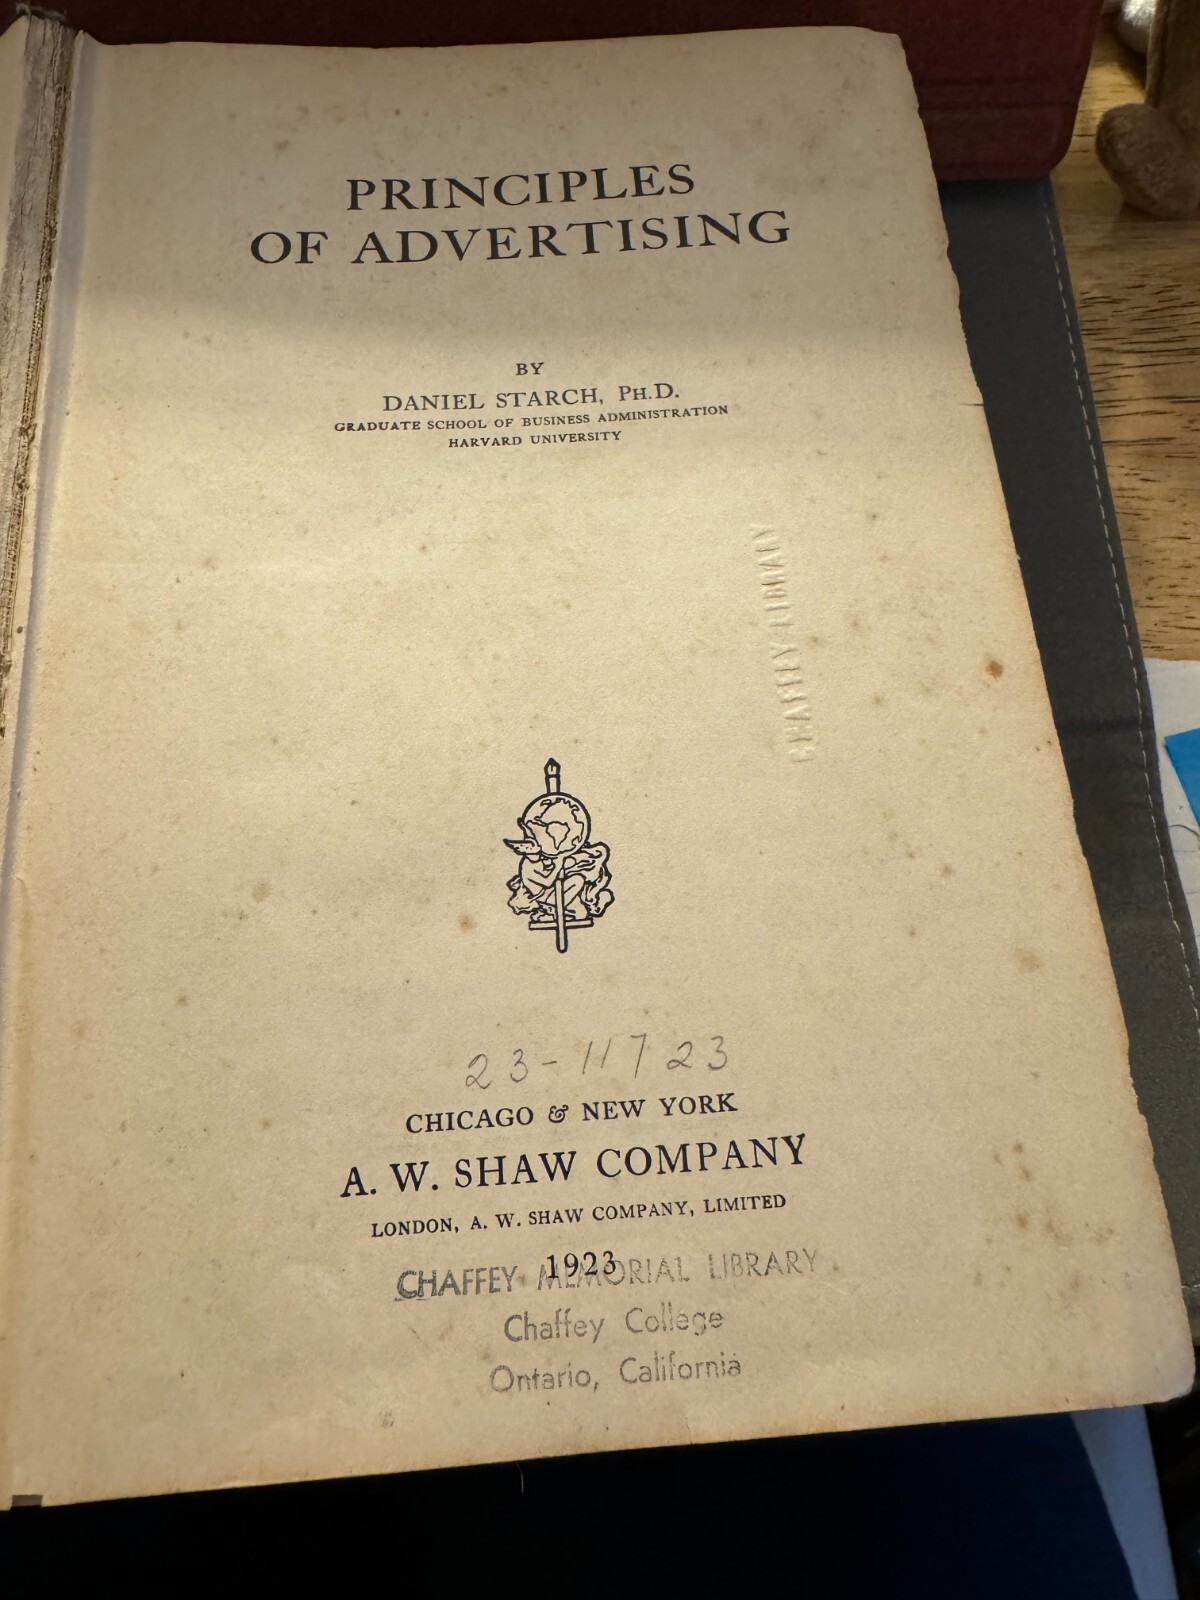 PRINCIPLES
OF ADVERTISING
BY
DANIEL STARCH, PH.D.
GRADUATE SCHOOL OF BUSINESS ADMINISTRATION
HARVARD UNIVERSITY
CHAFFEY LIBRARY
23-11723
CHICAGO & NEW YORK
A. W. SHAW COMPANY
LONDON, A. W. SHAW COMPANY, LIMITED
1923
CHAFFEY MEMORIAL LIBRARY
Chaffey College
Ontario, California